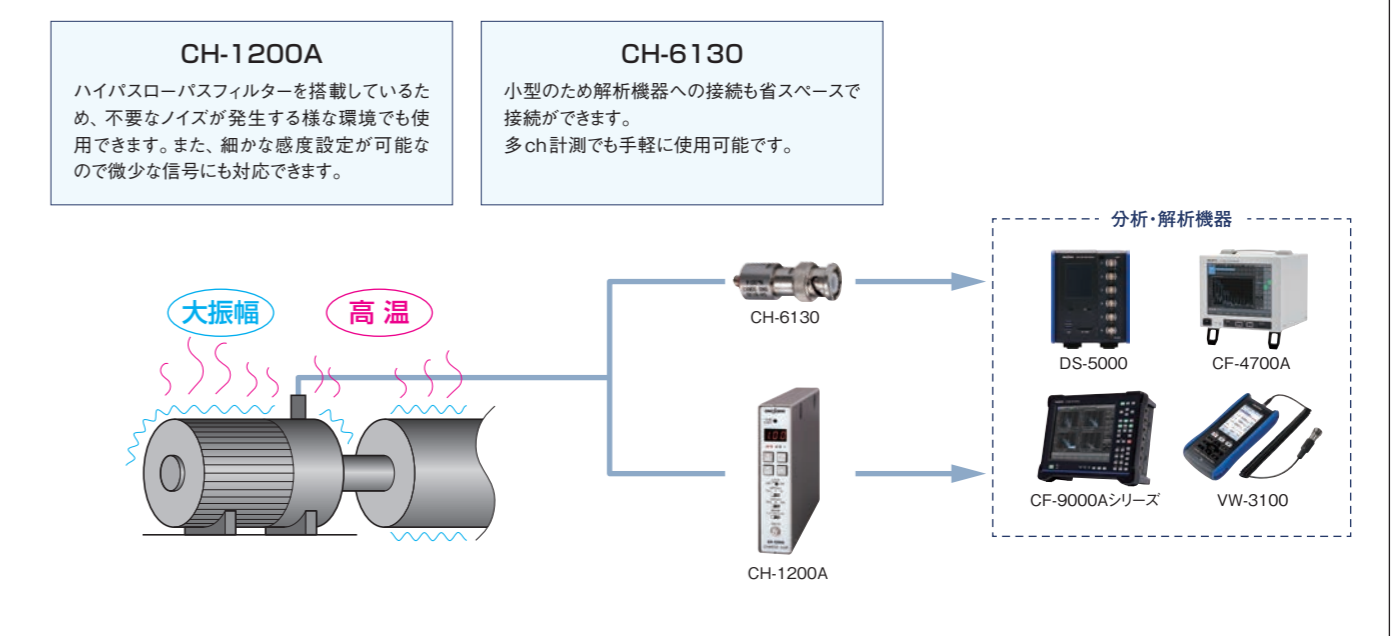 CH-1200A
ハイパスローパスフィルターを搭載しているた
め、不要なノイズが発生する様な環境でも使
用できます。また、細かな感度設定が可能な
ので微少な信号にも対応できます。
CH-6130
小型のため解析機器への接続も省スペースで
接続ができます。
多ch計測でも手軽に使用可能です。
分析・解析機器
大振幅
高温
CH-6130
DS-5000
CF-4700A
1.00
CH-1200A
CF-9000Aシリーズ
VW-3100